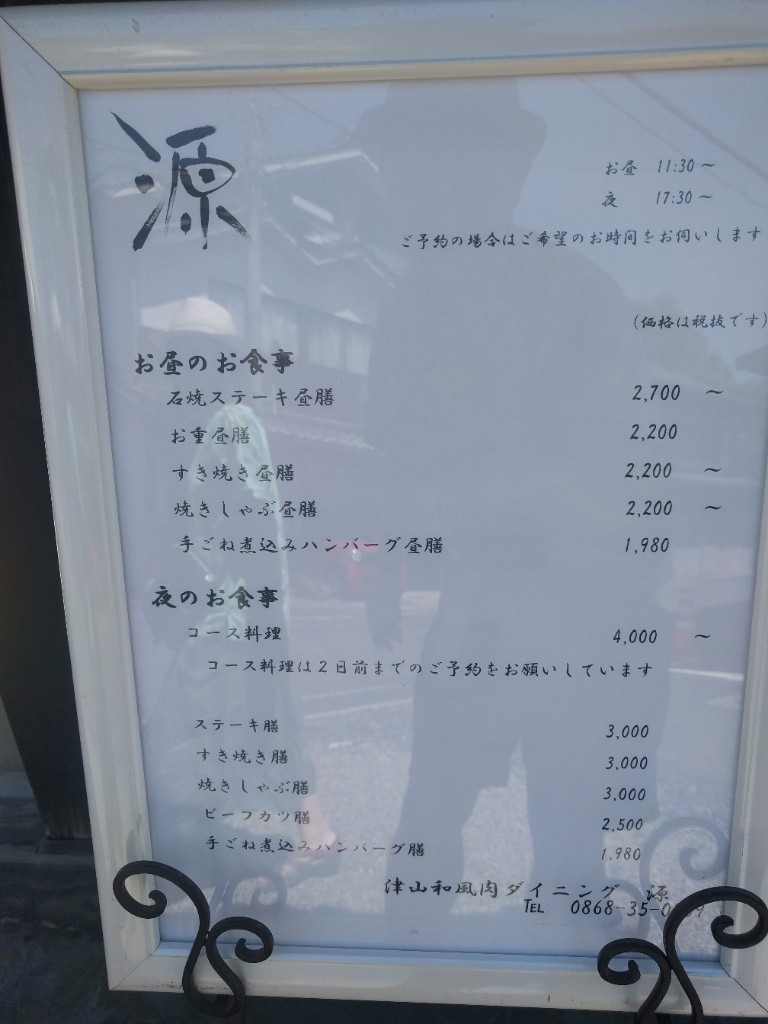 源
お昼 11:30 ～
夜 17:30 ～
ご予約の場合はご希望のお時間をお伺いします
(価格は税抜です)
お昼のお食事
石焼ステーキ昼膳 2,700 ～
お重昼膳 2,200
すき焼き昼膳 2,200 ～
焼きしゃぶ昼膳 2,200 ～
手ごね煮込みハンバーグ昼膳 1,980
夜のお食事
コース料理 4,000 ～
コース料理は２日前までのご予約をお願いしています
ステーキ膳 3,000
すき焼き膳 3,000
焼きしゃぶ膳 3,000
ビーフカツ膳 2,500
手ごね煮込みハンバーグ膳 1,980
津山和風肉ダイニング 源
TEL 0868-35-